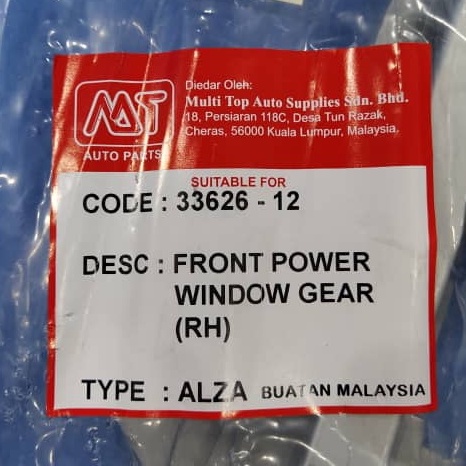 MT
AUTO PARTS
Diedar Oleh:
Multi Top Auto Supplies Sdn. Bhd.
18, Persiaran 118C, Desa Tun Razak,
Cheras, 56000 Kuala Lumpur, Malaysia.
SUITABLE FOR
CODE : 33626 - 12
DESC : FRONT POWER
WINDOW GEAR
(RH)
TYPE : ALZA BUATAN MALAYSIA